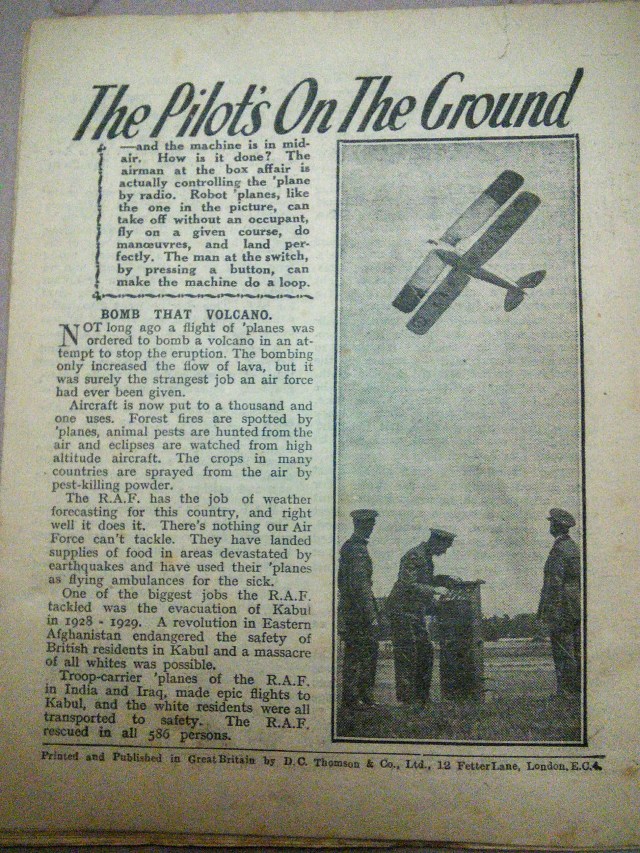 The Pilot's On The Ground
—and the machine is in mid-
air. How is it done? The
airman at the box affair is
actually controlling the 'plane
by radio. Robot 'planes, like
the one in the picture, can
take off without an occupant,
fly on a given course, do
manœuvres, and land per-
fectly. The man at the switch,
by pressing a button, can
make the machine do a loop.
BOMB THAT VOLCANO.
NOT long ago a flight of 'planes was
ordered to bomb a volcano in an at-
tempt to stop the eruption. The bombing
only increased the flow of lava, but it
was surely the strangest job an air force
had ever been given.
Aircraft is now put to a thousand and
one uses. Forest fires are spotted by
'planes, animal pests are hunted from the
air and eclipses are watched from high
altitude aircraft. The crops in many
countries are sprayed from the air by
pest-killing powder.
The R.A.F. has the job of weather
forecasting for this country, and right
well it does it. There's nothing our Air
Force can't tackle. They have landed
supplies of food in areas devastated by
earthquakes and have used their 'planes
as flying ambulances for the sick.
One of the biggest jobs the R.A.F.
tackled was the evacuation of Kabul
in 1928 - 1929. A revolution in Eastern
Afghanistan endangered the safety of
British residents in Kabul and a massacre
of all whites was possible.
Troop-carrier 'planes of the R.A.F.
in India and Iraq, made epic flights to
Kabul, and the white residents were all
transported to safety. The R.A.F.
rescued in all 586 persons.
Printed and Published in Great Britain by D.C. Thomson & Co., Ltd., 12 Fetter Lane, London, E.C.4.